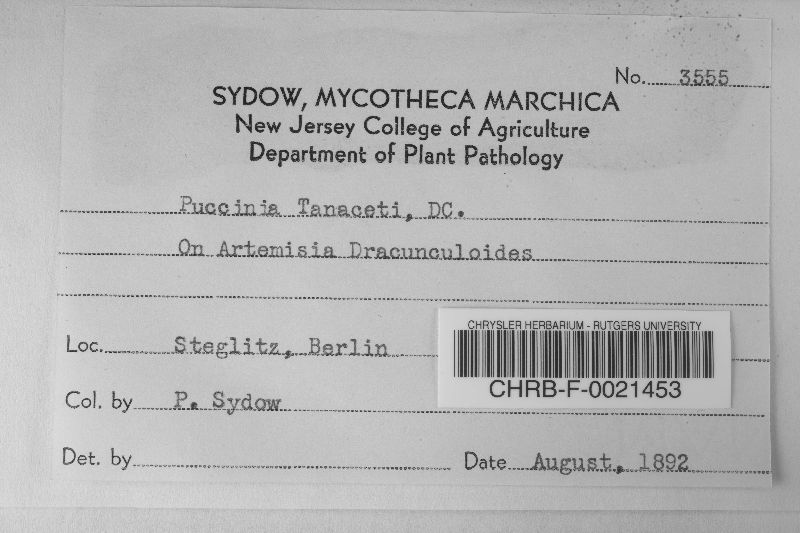 No. 3555
SYDOW, MYCOTHECA MARCHICA
New Jersey College of Agriculture
Department of Plant Pathology
Puccinia Tanaceti, DC.
On Artemisia Dracunculoides
Loc. Steglitz, Berlin
CHRYSLER HERBARIUM - RUTGERS UNIVERSITY
CHRB-F-0021453
Col. by P. Sydow
Det. by
Date August, 1892